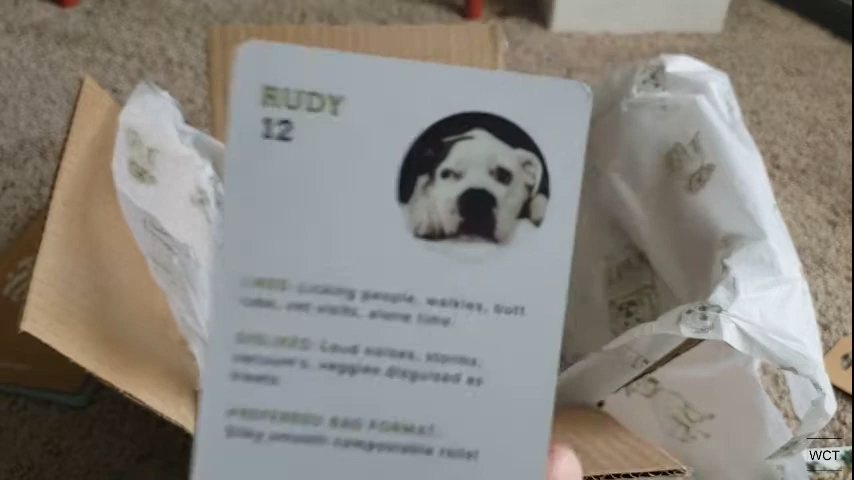 RUDY
12
LIKES: Licking people, walkies, butt
rubs, vet visits, alone time.
DISLIKES: Loud noises, storms,
vacuum's, veggies disguised as
treats.
PREFERRED BAG FORMAT:
Silky smooth compostable rolls!
WCT